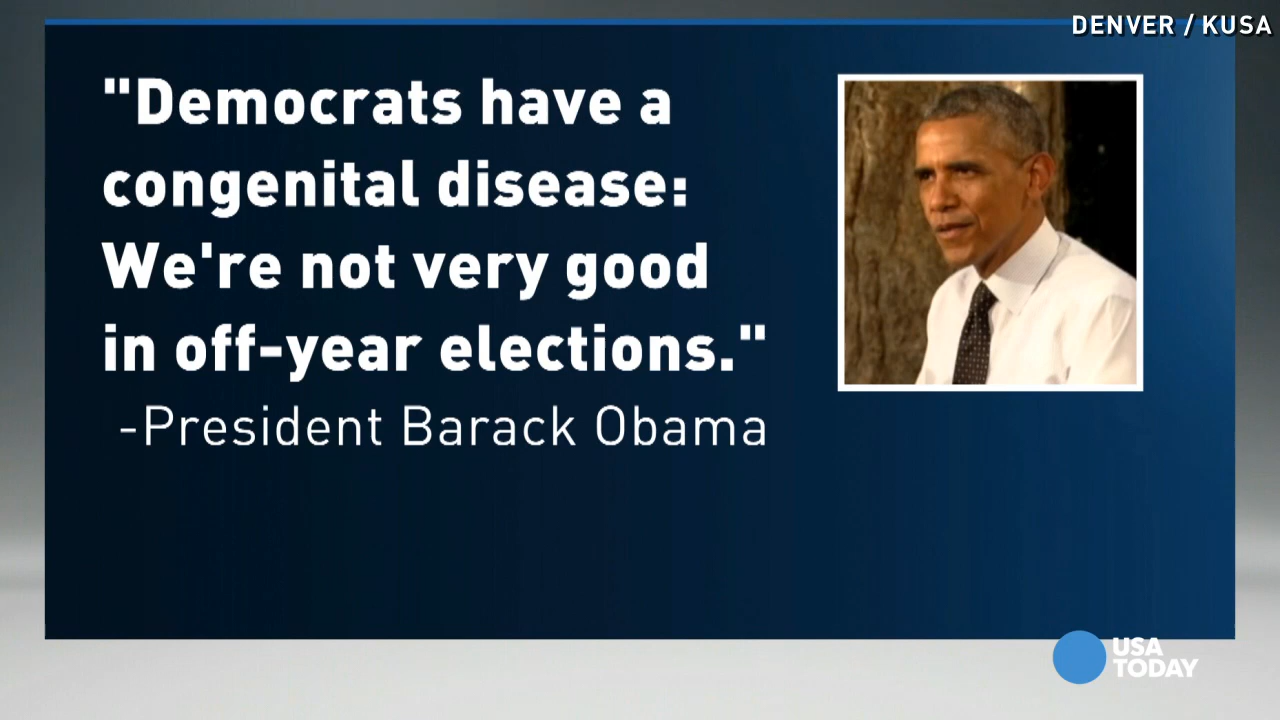 DENVER / KUSA
"Democrats have a
congenital disease:
We're not very good
in off-year elections."
-President Barack Obama
USA
TODAY